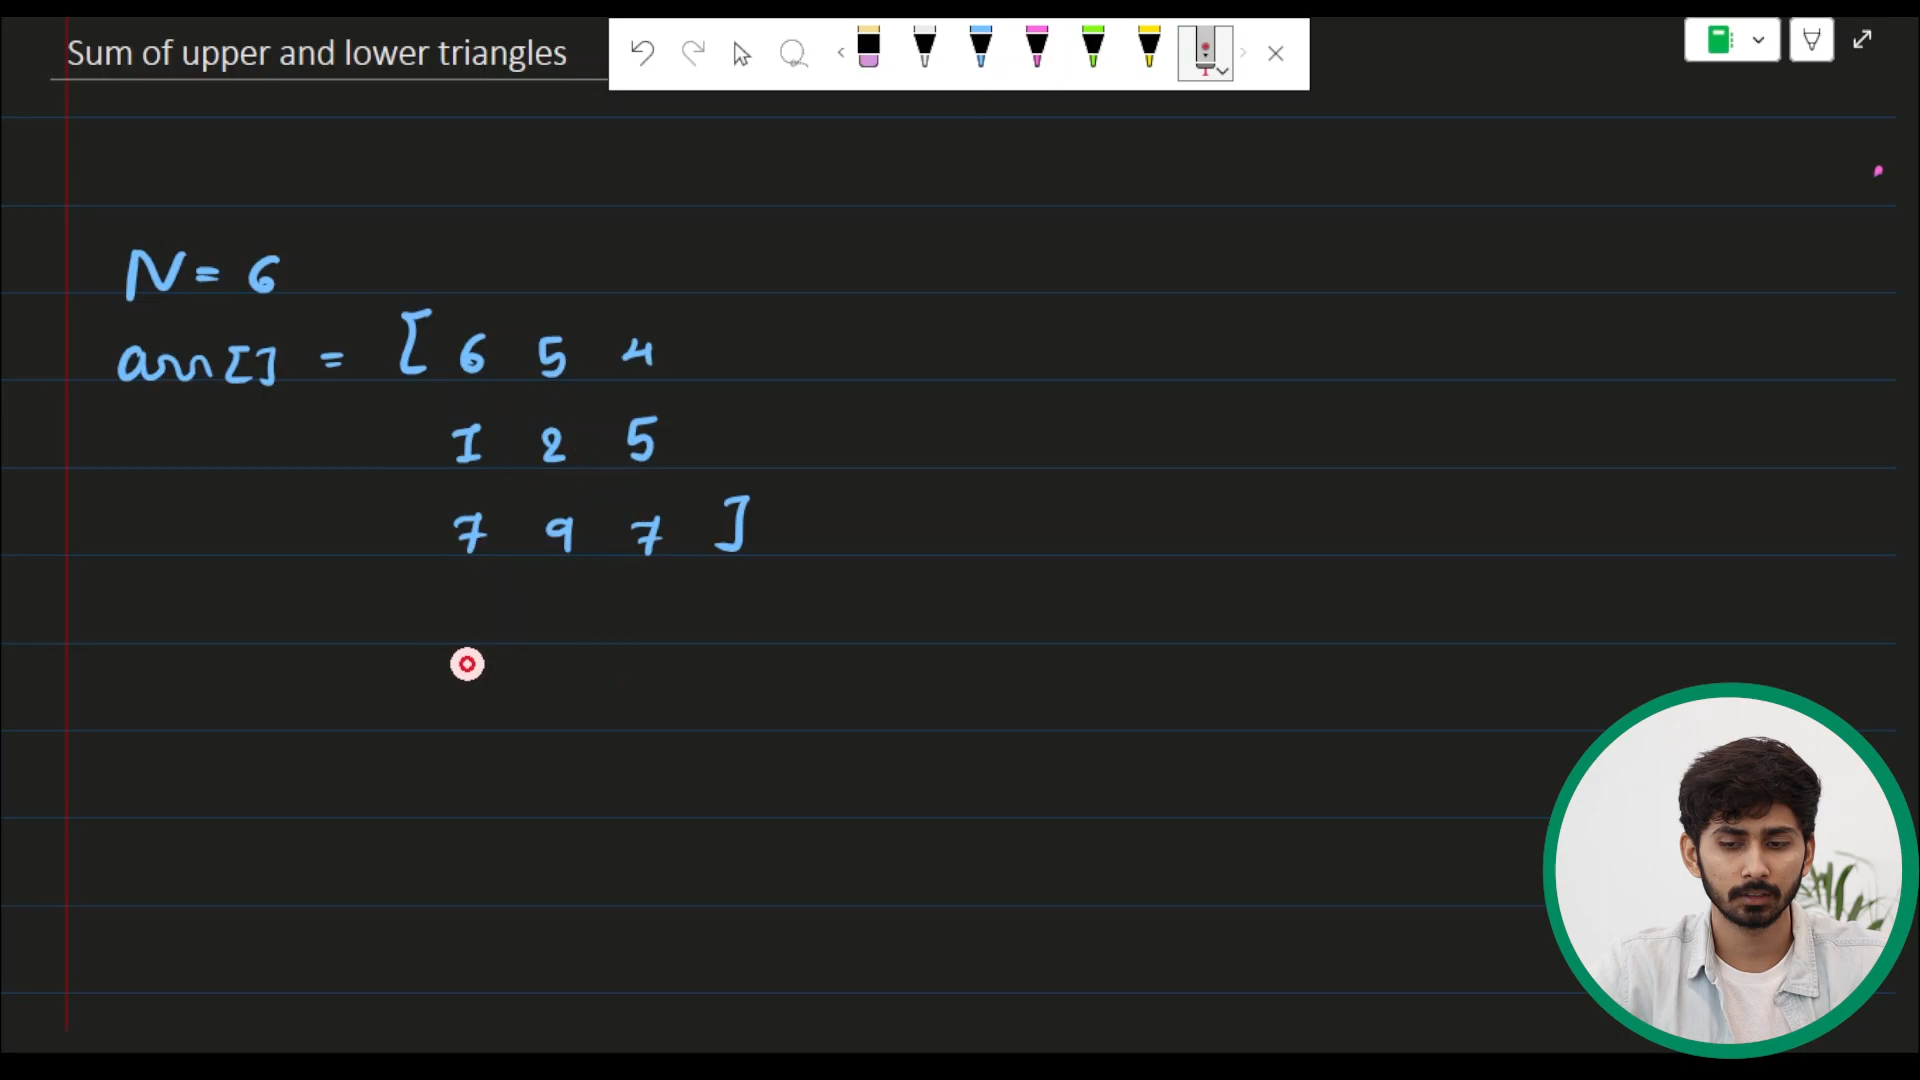 Sum of upper and lower triangles
N = 6
arr[] = [ 6 5 4
1 2 5
7 9 7 ]